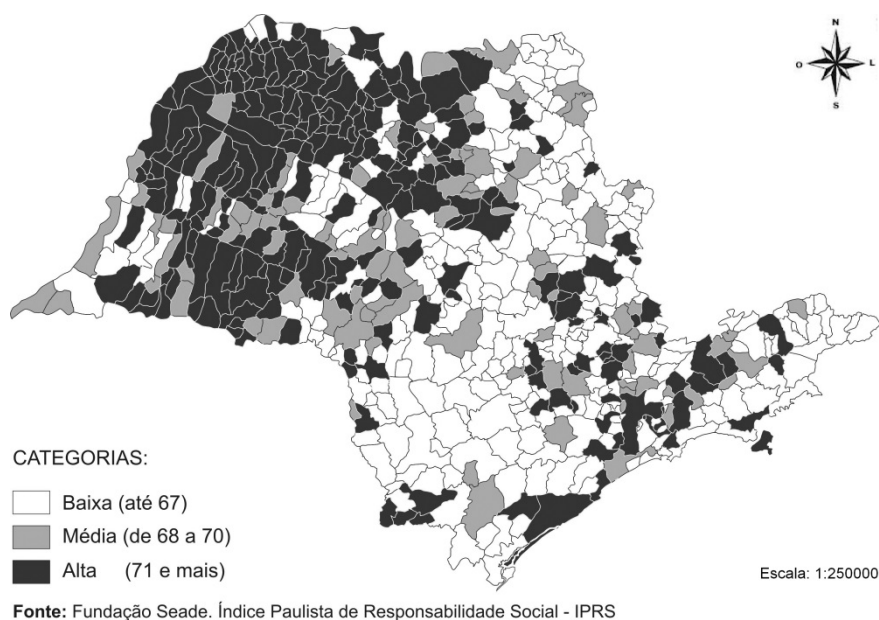 N
O
L
S
CATEGORIAS:
Baixa (até 67)
Média (de 68 a 70)
Alta (71 e mais)
Escala: 1:250000
Fonte: Fundação Seade. Índice Paulista de Responsabilidade Social - IPRS